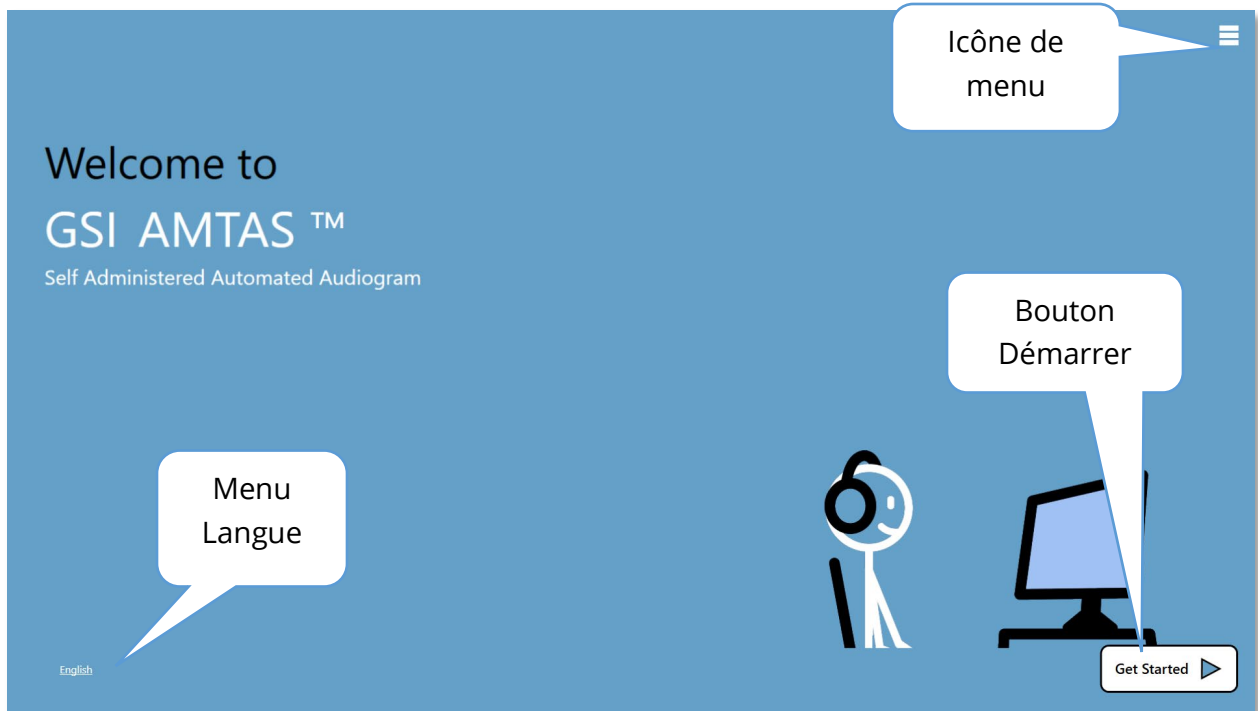 Icône de
menu
Welcome to
GSI AMTAS ™
Self Administered Automated Audiogram
Bouton
Démarrer
Menu
Langue
English
Get Started